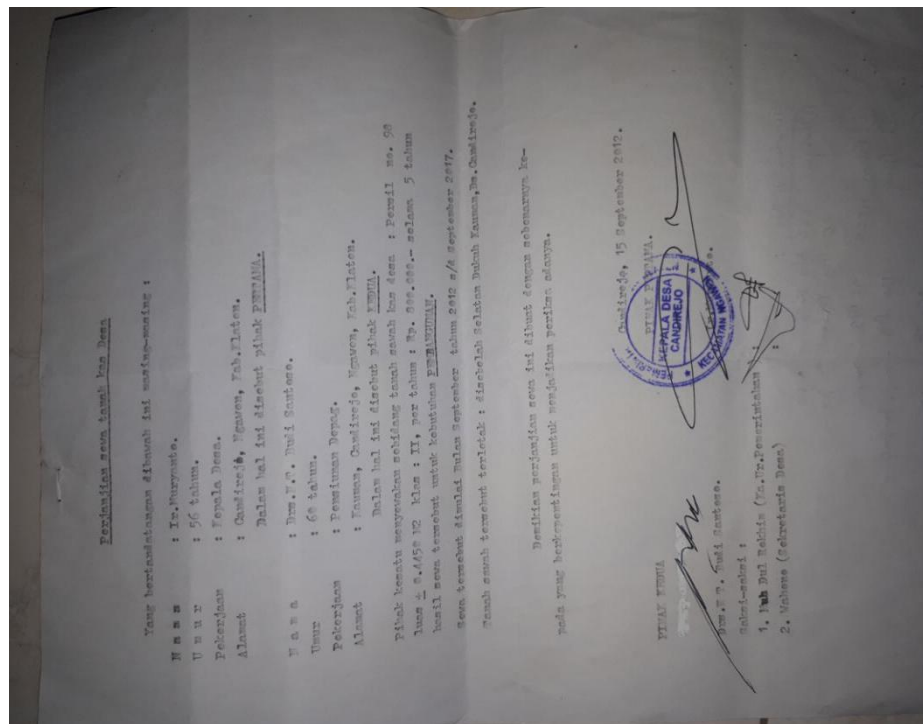 Perjanjian sewa tanah kas Desa
Yang bertandatangan dibawah ini masing-masing :
N a m a : Ir.Muryanto.
U m u r : 56 tahun.
Pekerjaan : Kepala Desa.
Alamat : Candirejo, Ngawen, Kab.Klaten.
Dalam hal ini disebut pihak PERTAMA.
N a m a : Drs.K.T. Budi Santoso.
Umur : 60 tahun.
Pekerjaan : Pensiunan Depag.
Alamat : Kauman, Candirejo, Ngawen, Kab.Klaten.
Dalam hal ini disebut pihak KEDUA.
Pihak kesatu menyewakan sebidang tanah sawah kas desa : Persil no. 90
luas ± 0.4450 M2 klas : II, per tahun : Rp. 800.000.- selama 5 tahun
hasil sewa tersebut untuk kebutuhan PEMBANGUNAN.
Sewa tersebut dimulai Bulan September tahun 2012 s/d September 2017.
Tanah sawah tersebut terletak : disebelah Selatan Dukuh Kauman,Ds.Candirejo.
Demikian perjanjian sewa ini dibuat dengan sebenarnya ke-
pada yang berkepentingan untuk menjadikan periksa adanya.
Candirejo, 15 September 2012.
PIHAK KEDUA PIHAK PERTAMA.
KEPALA DESA
CANDIREJO
KECAMATAN NGAWEN
Drs.K T. Budi Santoso.
Saksi-saksi :
1. Muh Dul Rokhim (Ka.Ur.Pemerintahan :
2. Wahono (Sekretaris Desa) :